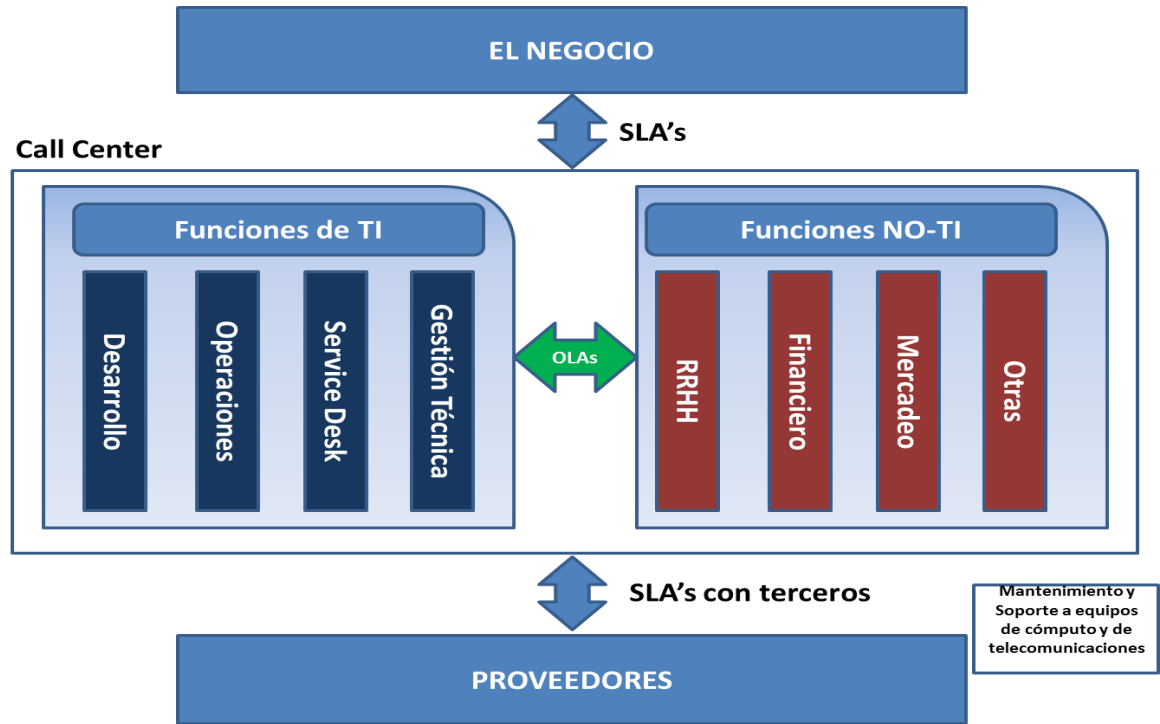 EL NEGOCIO
SLA's
Call Center
Funciones de TI
Funciones NO-TI
Desarrollo
Operaciones
Service Desk
Gestión Técnica
OLAs
RRHH
Financiero
Mercadeo
Otras
SLA's con terceros
Mantenimiento y
Soporte a equipos
de cómputo y de
telecomunicaciones
PROVEEDORES